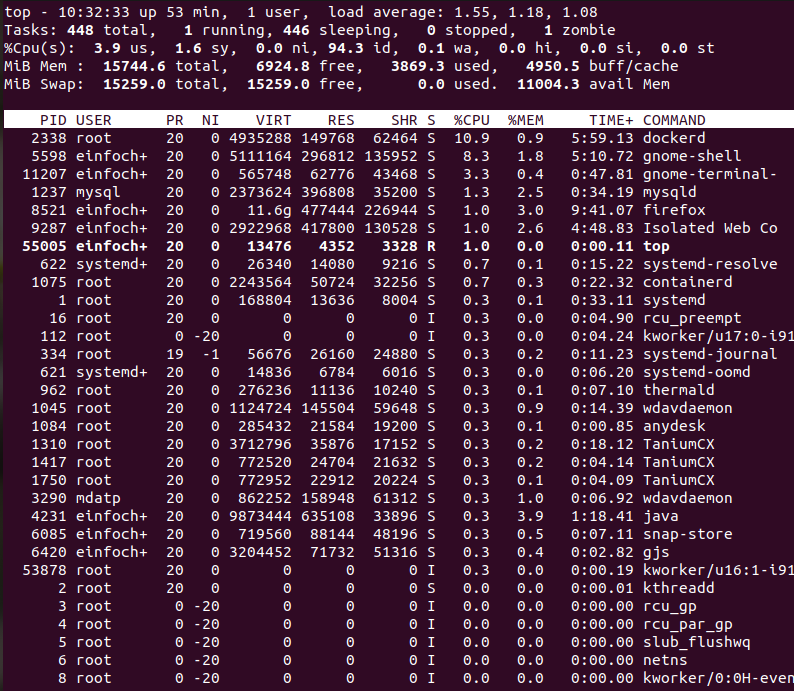 top - 10:32:33 up 53 min,  1 user,  load average: 1.55, 1.18, 1.08
Tasks: 448 total,   1 running, 446 sleeping,   0 stopped,   1 zombie
%Cpu(s):  3.9 us,  1.6 sy,  0.0 ni, 94.3 id,  0.1 wa,  0.0 hi,  0.0 si,  0.0 st
MiB Mem :  15744.6 total,   6924.8 free,   3869.3 used,   4950.5 buff/cache
MiB Swap:  15259.0 total,  15259.0 free,      0.0 used.  11004.3 avail Mem
PID USER PR NI VIRT RES SHR S %CPU %MEM TIME+ COMMAND
2338 root 20 0 4935288 149768 62464 S 10.9 0.9 5:59.13 dockerd
5598 einfoch+ 20 0 5111164 296812 135952 S 8.3 1.8 5:10.72 gnome-shell
11207 einfoch+ 20 0 565748 62776 43468 S 3.3 0.4 0:47.81 gnome-terminal-
1237 mysql 20 0 2373624 396808 35200 S 1.3 2.5 0:34.19 mysqld
8521 einfoch+ 20 0 11.6g 477444 226944 S 1.0 3.0 9:41.07 firefox
9287 einfoch+ 20 0 2922968 417800 130528 S 1.0 2.6 4:48.83 Isolated Web Co
55005 einfoch+ 20 0 13476 4352 3328 R 1.0 0.0 0:00.11 top
622 systemd+ 20 0 26340 14080 9216 S 0.7 0.1 0:15.22 systemd-resolve
1075 root 20 0 2243564 50724 32256 S 0.7 0.3 0:22.32 containerd
1 root 20 0 168804 13636 8004 S 0.3 0.1 0:33.11 systemd
16 root 20 0 0 0 0 I 0.3 0.0 0:04.90 rcu_preempt
112 root 0 -20 0 0 0 I 0.3 0.0 0:04.24 kworker/u17:0-i91
334 root 19 -1 56676 26160 24880 S 0.3 0.2 0:11.23 systemd-journal
621 systemd+ 20 0 14836 6784 6016 S 0.3 0.0 0:06.20 systemd-oomd
962 root 20 0 276236 11136 10240 S 0.3 0.1 0:07.10 thermald
1045 root 20 0 1124724 145504 59648 S 0.3 0.9 0:14.39 wdavdaemon
1084 root 20 0 285432 21584 19200 S 0.3 0.1 0:00.85 anydesk
1310 root 20 0 3712796 35876 17152 S 0.3 0.2 0:18.12 TaniumCX
1417 root 20 0 772520 24704 21632 S 0.3 0.2 0:04.14 TaniumCX
1750 root 20 0 772952 22912 20224 S 0.3 0.1 0:04.09 TaniumCX
3290 mdatp 20 0 862252 158948 61312 S 0.3 1.0 0:06.92 wdavdaemon
4231 einfoch+ 20 0 9873444 635108 33896 S 0.3 3.9 1:18.41 java
6085 einfoch+ 20 0 719560 88144 48196 S 0.3 0.5 0:07.11 snap-store
6420 einfoch+ 20 0 3204452 71732 51316 S 0.3 0.4 0:02.82 gjs
53878 root 20 0 0 0 0 I 0.3 0.0 0:00.19 kworker/u16:1-i91
2 root 20 0 0 0 0 S 0.0 0.0 0:00.01 kthreadd
3 root 0 -20 0 0 0 I 0.0 0.0 0:00.00 rcu_gp
4 root 0 -20 0 0 0 I 0.0 0.0 0:00.00 rcu_par_gp
5 root 0 -20 0 0 0 I 0.0 0.0 0:00.00 slub_flushwq
6 root 0 -20 0 0 0 I 0.0 0.0 0:00.00 netns
8 root 0 -20 0 0 0 I 0.0 0.0 0:00.00 kworker/0:0H-even